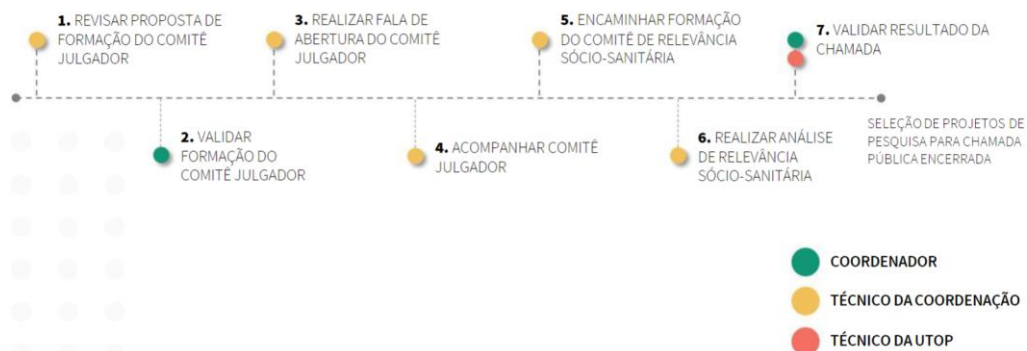 1. REVISAR PROPOSTA DE
FORMAÇÃO DO COMITÊ
JULGADOR
2. VALIDAR
FORMAÇÃO DO
COMITÊ JULGADOR
3. REALIZAR FALA DE
ABERTURA DO COMITÊ
JULGADOR
4. ACOMPANHAR COMITÊ
JULGADOR
5. ENCAMINHAR FORMAÇÃO
DO COMITÊ DE RELEVÂNCIA
SÓCIO-SANITÁRIA
6. REALIZAR ANÁLISE
DE RELEVÂNCIA
SÓCIO-SANITÁRIA
7. VALIDAR RESULTADO DA
CHAMADA
SELEÇÃO DE PROJETOS DE
PESQUISA PARA CHAMADA
PÚBLICA ENCERRADA
COORDENADOR
TÉCNICO DA COORDENAÇÃO
TÉCNICO DA UTOP